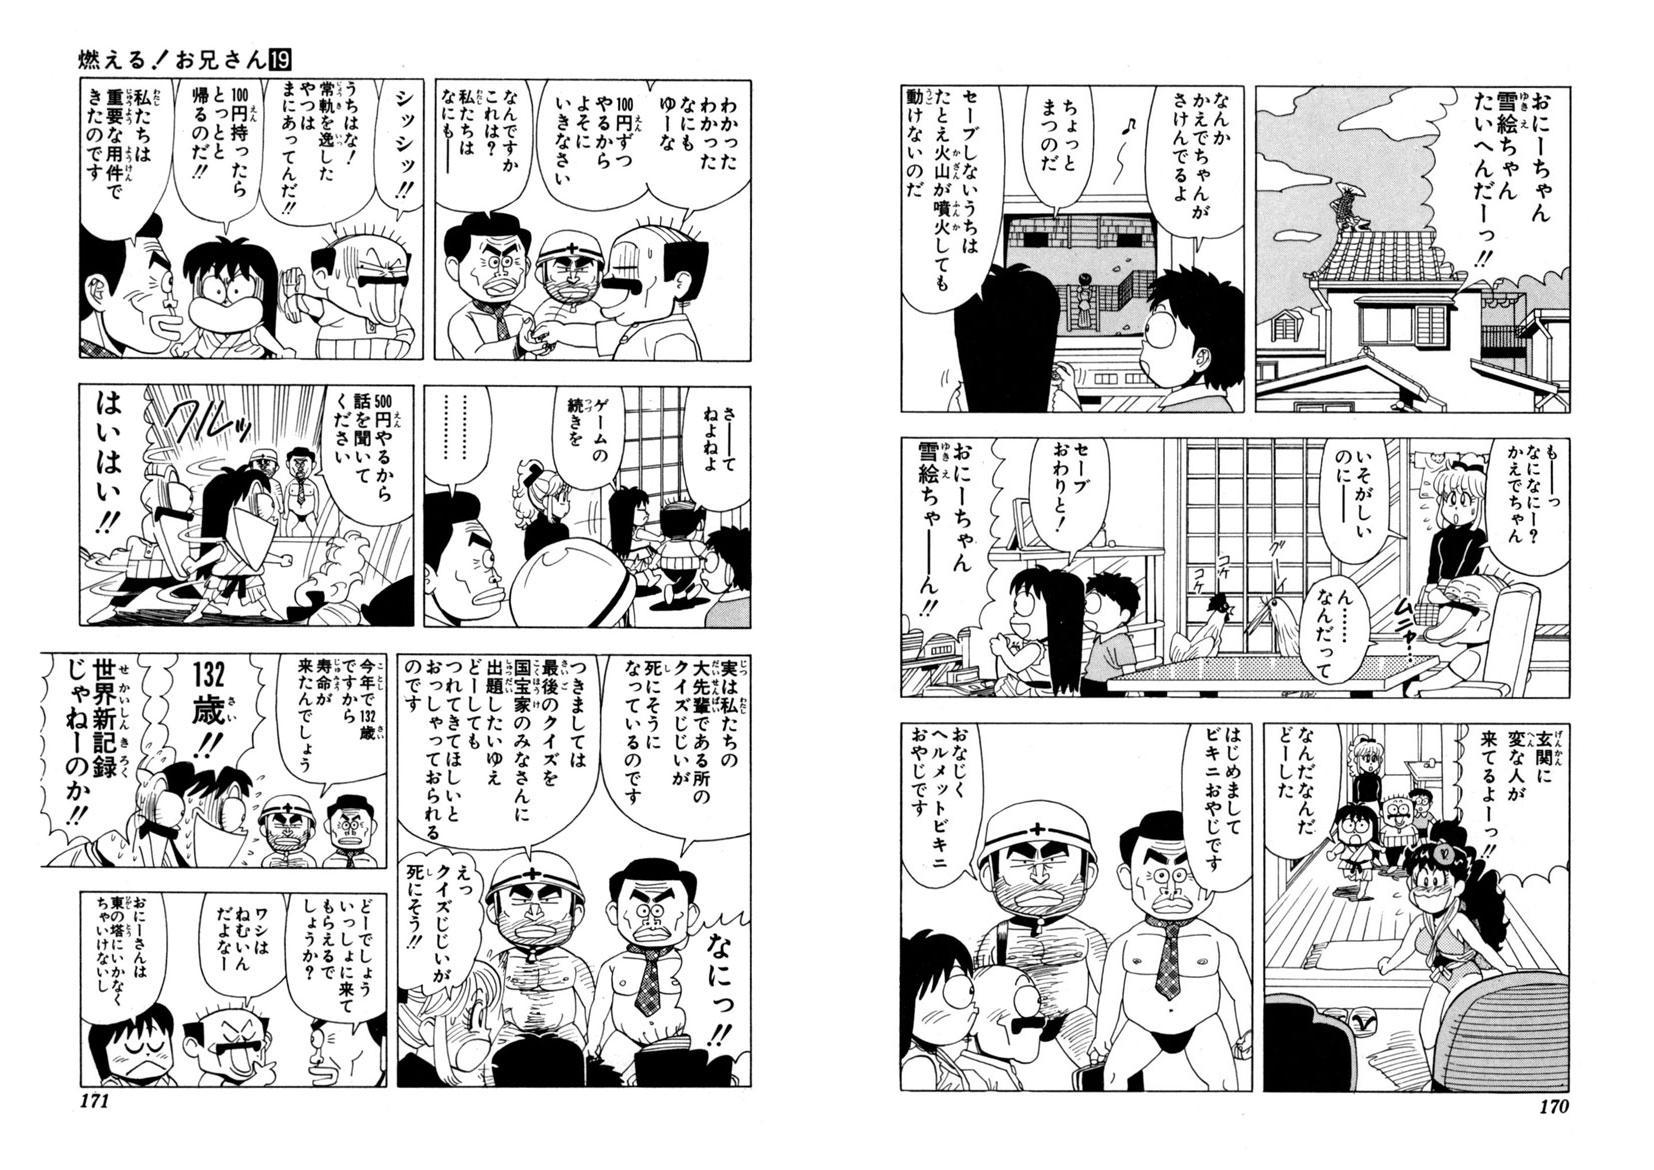 おにーちゃん
雪絵ちゃん
たいへんだーっ!!
なんか
かえでちゃんが
さけんでるよ
♪
ちょっと
まつのだ
セーブしないうちは
たとえ火山が噴火しても
動けないのだ
もーーっ
なになにー?
かえでちゃん
いそがしい
のにーー
ん……
なんだって
ムニャ…
グー
コケ
コケ
セーブ
おわりと!
おにーちゃん
雪絵ちゃーーん!!
玄関に
変な人が
来てるよーっ!!
なんだなんだ
どーした
はじめまして
ビキニおやじです
おなじく
ヘルメットビキニ
おやじです
170
燃える!お兄さん19
わかった
わかった
なにも
ゆーな
100円ずつ
やるから
よそに
いきなさい
なんですか
これは?
私たちは
なにもーー
シッシッ!!
うちはな!
常軌を逸した
やつは
まにあってんだ!!
100円持ったら
とっとと
帰るのだ!!
私たちは
重要な用件で
きたのです
さーーて
ねよねよ
ゲームの
続きを
…………
500円やるから
話を聞いて
ください
ワルレッ
はいはい!!
実は私たちの
大先輩である所の
クイズじじいが
死にそうに
なっているのです
つきましては
最後のクイズを
国宝家のみなさんに
出題したいゆえ
どーしても
つれてきてほしいと
おっしゃっておられる
のです
なにっ!!
えっ
クイズじじいが
死にそう!!
今年で132歳
ですから
寿命が
来たんでしょう
132歳!!
世界新記録
じゃねーのか!!
どーでしょう
いっしょに来て
もらえるで
しょうか?
ワシは
ねむいん
だよなー
おにーさんは
東の塔にいかなく
ちゃいけないし
171